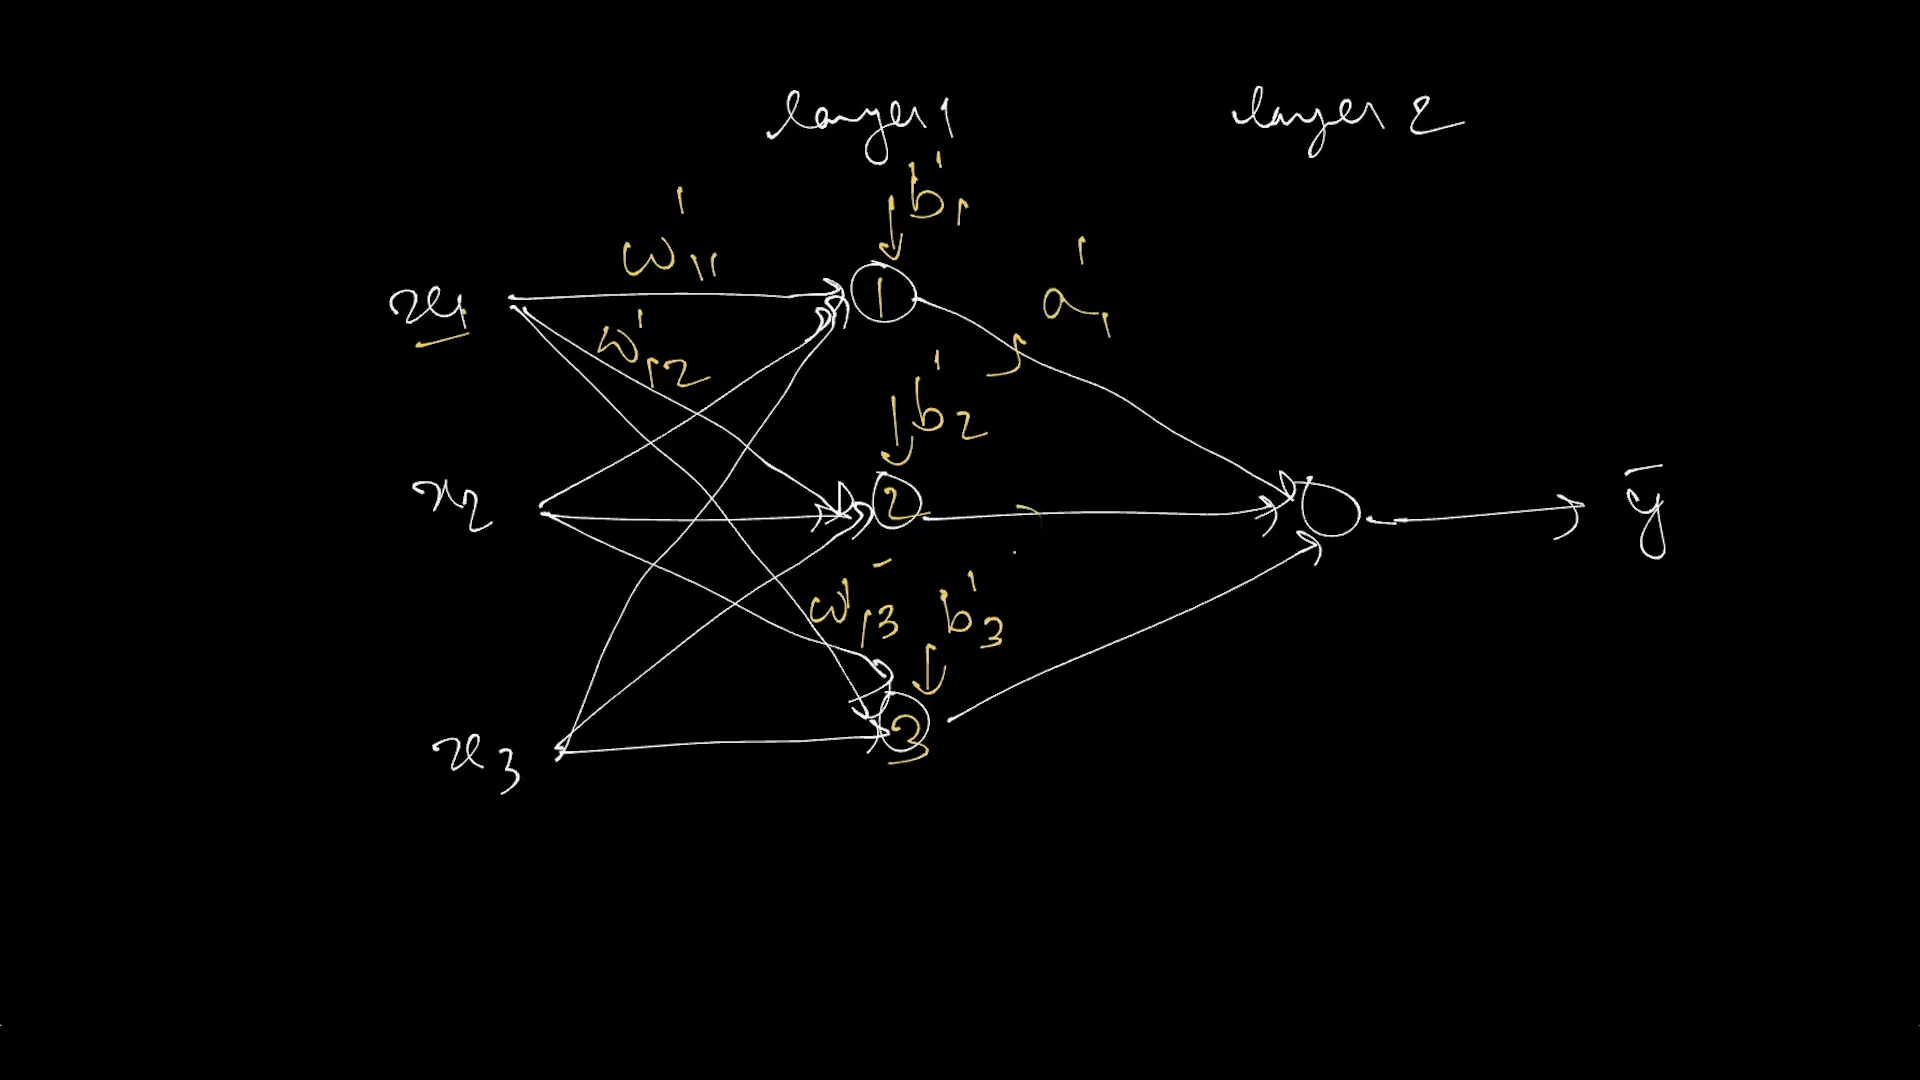 layer 1 layer 2
b¹₁
w¹₁₁
a¹₁
x₁ 1
w¹₁₂
b¹₂
x₂ 2 ȳ
w¹₁₃ b¹₃
x₃ 3